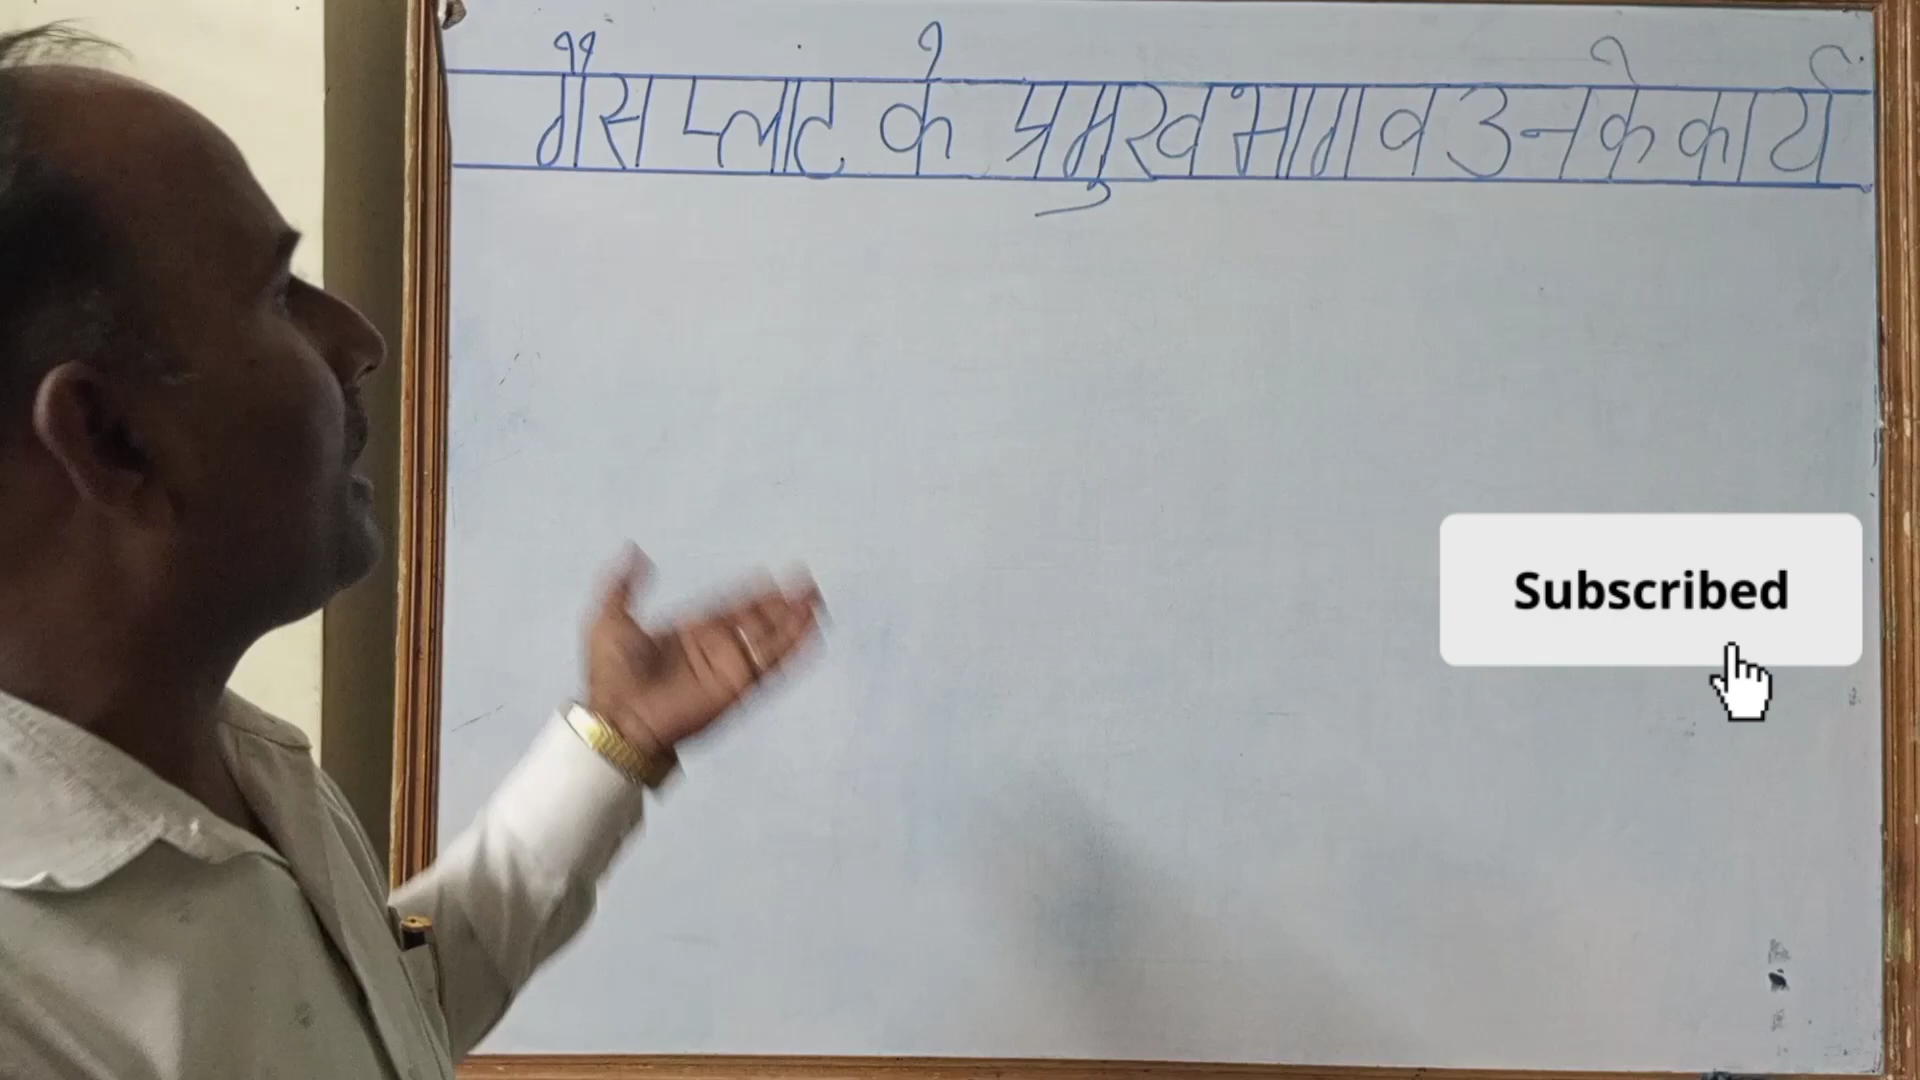 गैस प्लांट के प्रमुख भाग व उनके कार्य
Subscribed